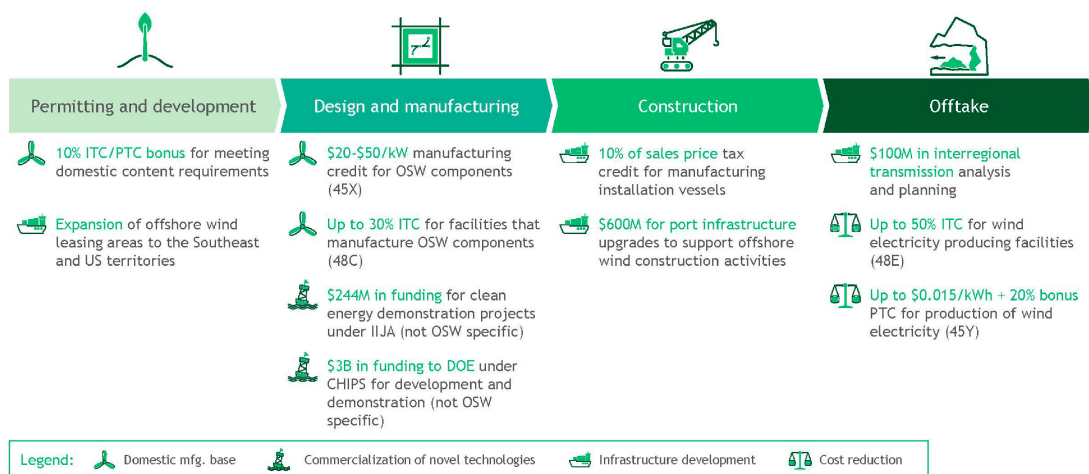 Permitting and development
Design and manufacturing
Construction
Offtake
10% ITC/PTC bonus for meeting
domestic content requirements
Expansion of offshore wind
leasing areas to the Southeast
and US territories
$20-$50/kW manufacturing
credit for OSW components
(45X)
Up to 30% ITC for facilities that
manufacture OSW components
(48C)
$244M in funding for clean
energy demonstration projects
under IIJA (not OSW specific)
$3B in funding to DOE under
CHIPS for development and
demonstration (not OSW
specific)
10% of sales price tax
credit for manufacturing
installation vessels
$600M for port infrastructure
upgrades to support offshore
wind construction activities
$100M in interregional
transmission analysis
and planning
Up to 50% ITC for wind
electricity producing facilities
(48E)
Up to $0.015/kWh + 20% bonus
PTC for production of wind
electricity (45Y)
Legend: Domestic mfg. base Commercialization of novel technologies Infrastructure development Cost reduction